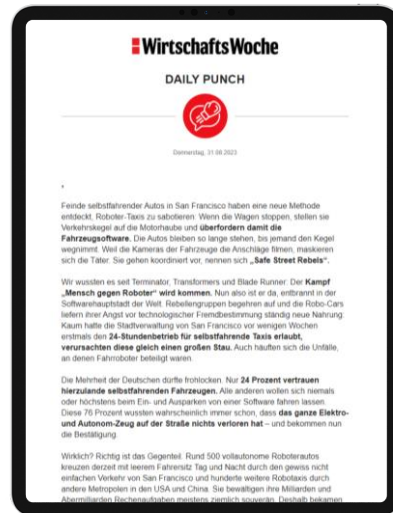 WirtschaftsWoche
DAILY PUNCH
Donnerstag, 31.08.2023
Feinde selbstfahrender Autos in San Francisco haben eine neue Methode
entdeckt, Roboter-Taxis zu sabotieren. Wenn die Wagen stoppen, stellen sie
Verkehrskegel auf die Motorhaube und überfordern damit die
Fahrzeugsoftware. Die Autos bleiben so lange stehen, bis jemand den Kegel
wegnimmt. Weil die Kameras der Fahrzeuge die Anschläge filmen, maskieren
sich die Täter. Sie gehen koordiniert vor, nennen sich „Safe Street Rebels“.
Wir wussten es seit Terminator, Transformers und Blade Runner: Der Kampf
„Mensch gegen Roboter“ wird kommen. Nun also ist er da, entbrannt in der
Softwarehauptstadt der Welt. Rebellengruppen begehren auf und die Robo-Cars
liefern ihrer Angst vor technologischer Fremdbestimmung ständig neue Nahrung:
Kaum hatte die Stadtverwaltung von San Francisco vor wenigen Wochen
erstmals den 24-Stundenbetrieb für selbstfahrende Taxis erlaubt,
verursachten diese gleich einen großen Stau. Auch häuften sich die Unfälle,
an denen Fahrroboter beteiligt waren.
Die Mehrheit der Deutschen dürfte frohlocken. Nur 24 Prozent vertrauen
hierzulande selbstfahrenden Fahrzeugen. Alle anderen wollen sich niemals
oder höchstens beim Ein- und Ausparken von einer Software fahren lassen.
Diese 76 Prozent wussten wahrscheinlich immer schon, dass das ganze Elektro-
und Autonom-Zeug auf der Straße nichts verloren hat – und bekommen nun
die Bestätigung.
Wirklich? Richtig ist das Gegenteil. Rund 500 vollautonome Roboterautos
kreuzen derzeit mit leerem Fahrersitz Tag und Nacht durch den gewiss nicht
einfachen Verkehr von San Francisco und hunderte weitere Robotaxis durch
andere Metropolen in den USA und China. Sie bewältigen ihre Milliarden und
Abermilliarden Rechenaufgaben meistens ziemlich souverän. Deshalb bekamen